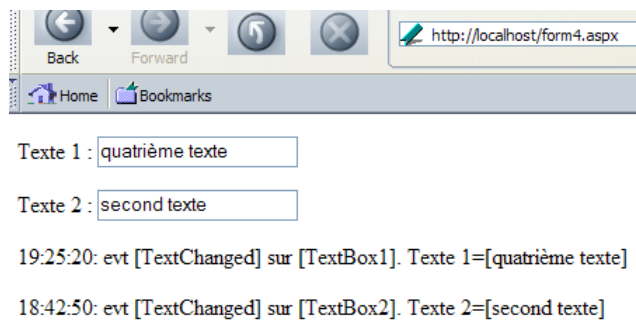 Back
Forward
http://localhost/form4.aspx
Home
Bookmarks
Texte 1 : quatrième texte
Texte 2 : second texte
19:25:20: evt [TextChanged] sur [TextBox1]. Texte 1=[quatrième texte]
18:42:50: evt [TextChanged] sur [TextBox2]. Texte 2=[second texte]